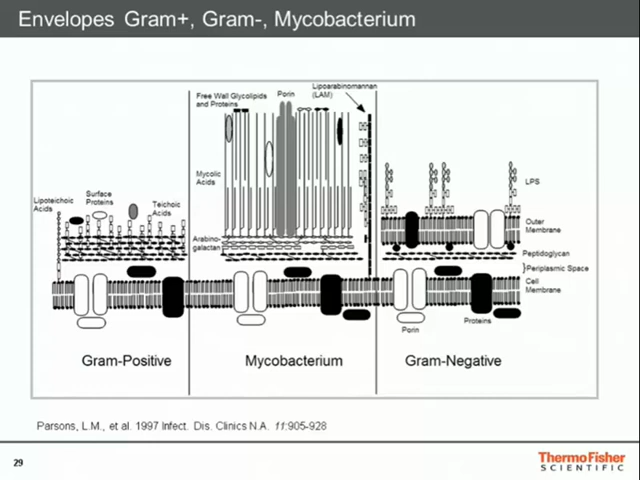 Envelopes Gram+, Gram-, Mycobacterium
Free Wall Glycolipids
and Proteins
Porin
Lipoarabinomannan
(LAM)
Lipoteichoic
Acids
Surface
Proteins
Teichoic
Acids
Mycolic
Acids
Arabino-
galactan
LPS
Outer
Membrane
Peptidoglycan
Periplasmic Space
Cell
Membrane
Porin
Proteins
Gram-Positive
Mycobacterium
Gram-Negative
Parsons, L.M., et al. 1997 Infect. Dis. Clinics N.A. 11:905-928
29
ThermoFisher
SCIENTIFIC